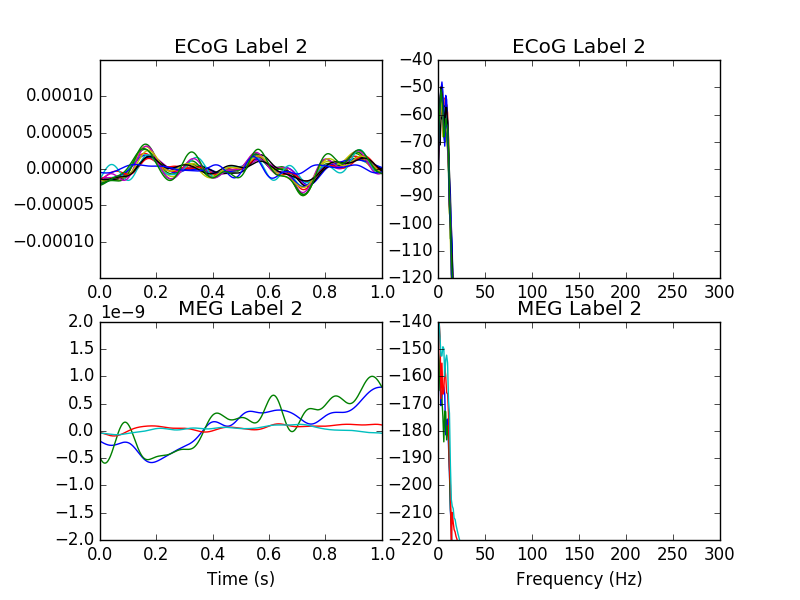 ECoG Label 2
0.00010
0.00005
0.00000
−0.00005
−0.00010
0.0 0.2 0.4 0.6 0.8 1.0
ECoG Label 2
−40
−50
−60
−70
−80
−90
−100
−110
−120
0 50 100 150 200 250 300
1e−9
MEG Label 2
2.0
1.5
1.0
0.5
0.0
−0.5
−1.0
−1.5
−2.0
0.0 0.2 0.4 0.6 0.8 1.0
Time (s)
MEG Label 2
−140
−150
−160
−170
−180
−190
−200
−210
−220
0 50 100 150 200 250 300
Frequency (Hz)